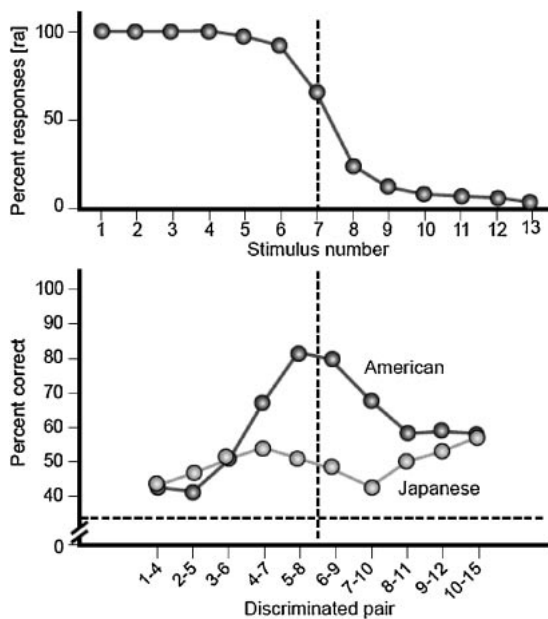 Percent responses [ra]
100
50
0
1 2 3 4 5 6 7 8 9 10 11 12 13
Stimulus number
Percent correct
100
90
80
70
60
50
40
0
American
Japanese
1-4 2-5 3-6 4-7 5-8 6-9 7-10 8-11 9-12 10-15
Discriminated pair